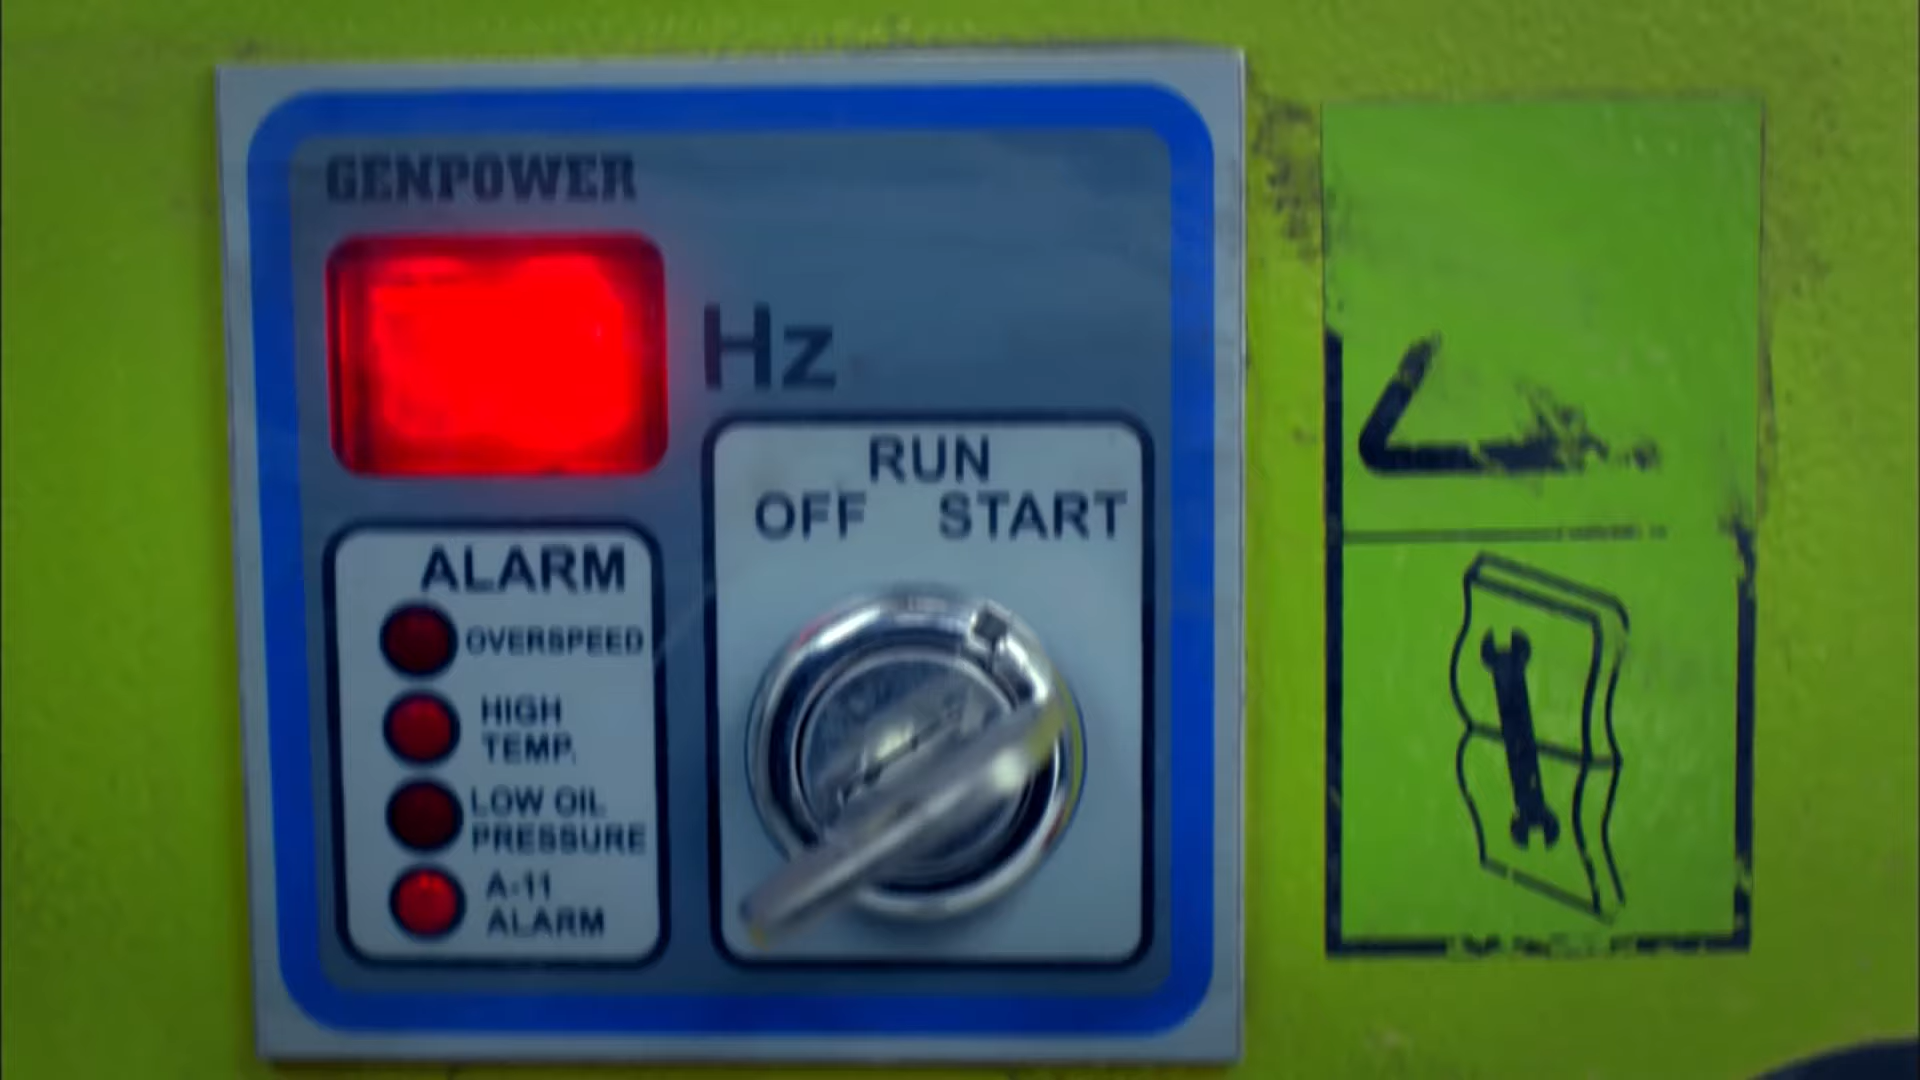 GENPOWER
Hz
RUN
OFF START
ALARM
OVERSPEED
HIGH
TEMP.
LOW OIL
PRESSURE
A-11
ALARM